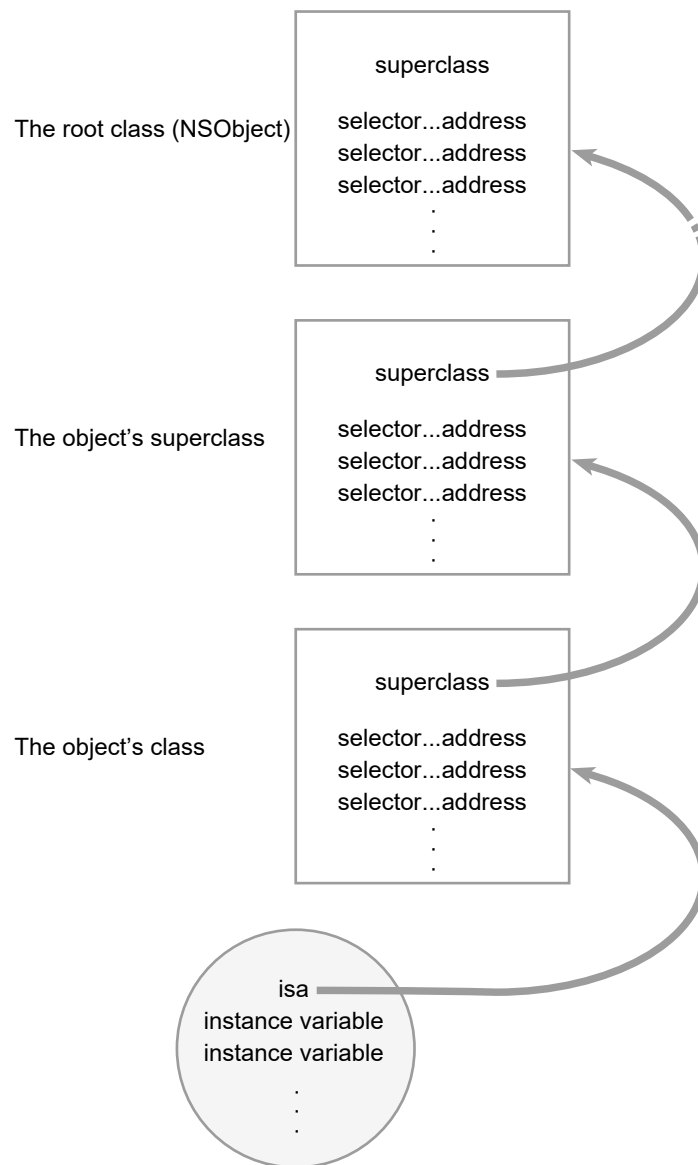 superclass
The root class (NSObject)
selector...address
selector...address
selector...address
.
.
.
superclass
The object’s superclass
selector...address
selector...address
selector...address
.
.
.
superclass
The object’s class
selector...address
selector...address
selector...address
.
.
.
isa
instance variable
instance variable
.
.
.